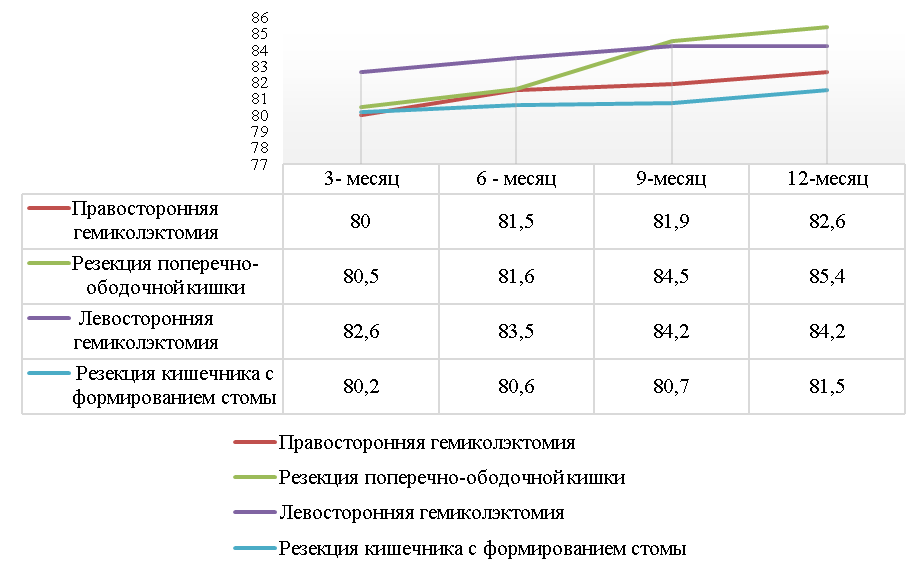 86
85
84
83
82
81
80
79
78
77
3- месяц 6 - месяц 9-месяц 12-месяц
Правосторонняя
гемиколэктомия
80 81,5 81,9 82,6
Резекция поперечно-
ободочной кишки
80,5 81,6 84,5 85,4
Левосторонняя
гемиколэктомия
82,6 83,5 84,2 84,2
Резекция кишечника с
формированием стомы
80,2 80,6 80,7 81,5
Правосторонняя гемиколэктомия
Резекция поперечно-ободочной кишки
Левосторонняя гемиколэктомия
Резекция кишечника с формированием стомы